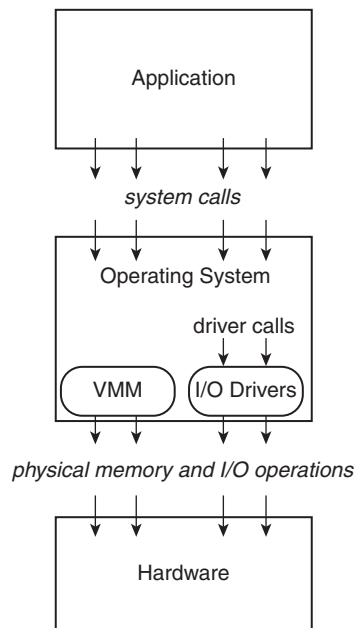 Application
system calls
Operating System
driver calls
VMM
I/O Drivers
physical memory and I/O operations
Hardware